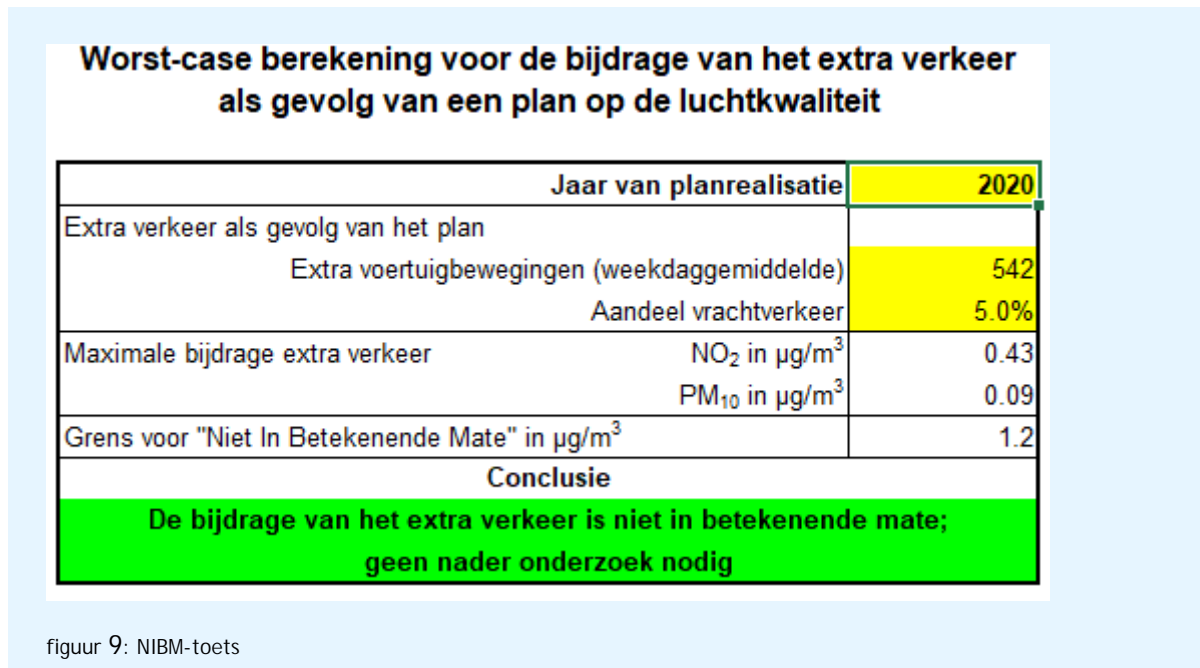 Worst-case berekening voor de bijdrage van het extra verkeer
als gevolg van een plan op de luchtkwaliteit
Jaar van planrealisatie 2020
Extra verkeer als gevolg van het plan
Extra voertuigbewegingen (weekdaggemiddelde) 542
Aandeel vrachtverkeer 5.0%
Maximale bijdrage extra verkeer NO₂ in µg/m³ 0.43
PM₁₀ in µg/m³ 0.09
Grens voor "Niet In Betekenende Mate" in µg/m³ 1.2
Conclusie
De bijdrage van het extra verkeer is niet in betekenende mate;
geen nader onderzoek nodig
figuur 9: NIBM-toets